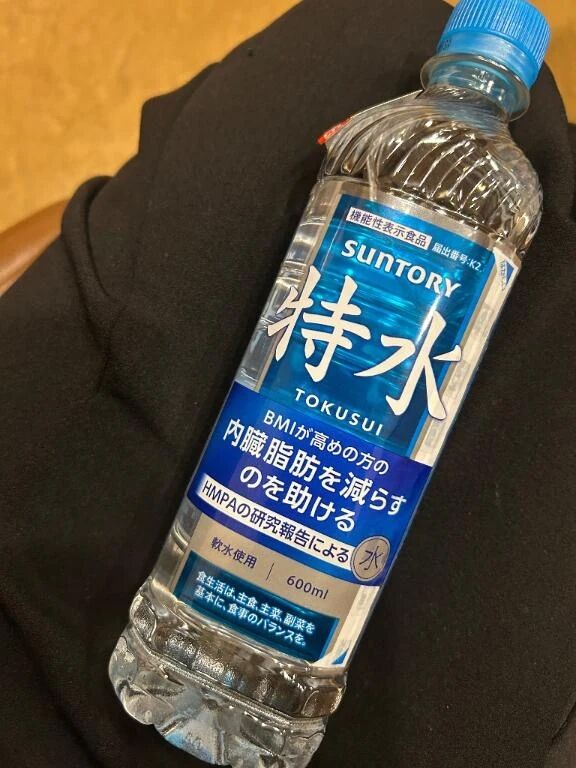 機能性表示食品 届出番号:K2
SUNTORY
特水
TOKUSUI
BMIが高めの方の
内臓脂肪を減らす
のを助ける
HMPAの研究報告による 水
軟水使用 | 600ml
食生活は、主食、主菜、副菜を
基本に、食事のバランスを。